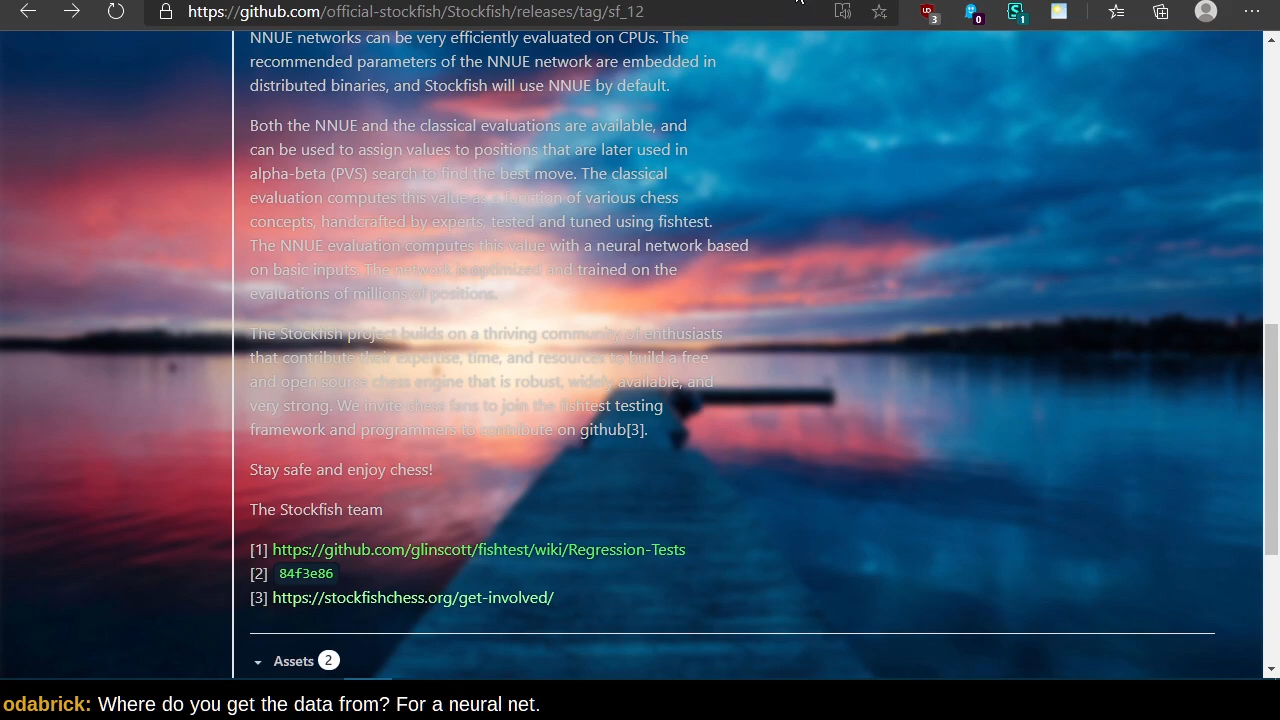 https://github.com/official-stockfish/Stockfish/releases/tag/sf_12
3
0
1
NNUE networks can be very efficiently evaluated on CPUs. The
recommended parameters of the NNUE network are embedded in
distributed binaries, and Stockfish will use NNUE by default.
Both the NNUE and the classical evaluations are available, and
can be used to assign values to positions that are later used in
alpha-beta (PVS) search to find the best move. The classical
evaluation computes this value as a function of various chess
concepts, handcrafted by experts, tested and tuned using fishtest.
The NNUE evaluation computes this value with a neural network based
on basic inputs. The network is optimized and trained on the
evaluations of millions of positions.
The Stockfish project builds on a thriving community of enthusiasts
that contribute their expertise, time, and resources to build a free
and open source chess engine that is robust, widely available, and
very strong. We invite chess fans to join the fishtest testing
framework and programmers to contribute on github[3].
Stay safe and enjoy chess!
The Stockfish team
[1] https://github.com/glinscott/fishtest/wiki/Regression-Tests
[2] 84f3e86
[3] https://stockfishchess.org/get-involved/
Assets 2
odabrick: Where do you get the data from? For a neural net.